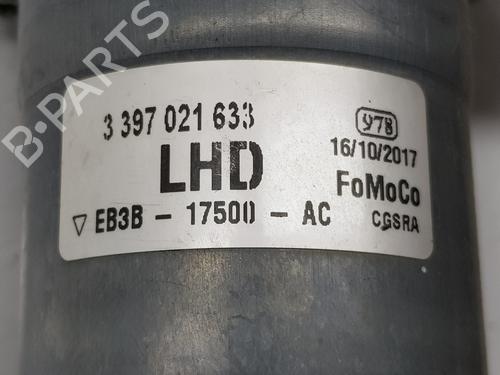 B-PARTS
3 397 021 633
978
16/10/2017
LHD
FoMoCo
EB3B - 17500 - AC
CGSRA